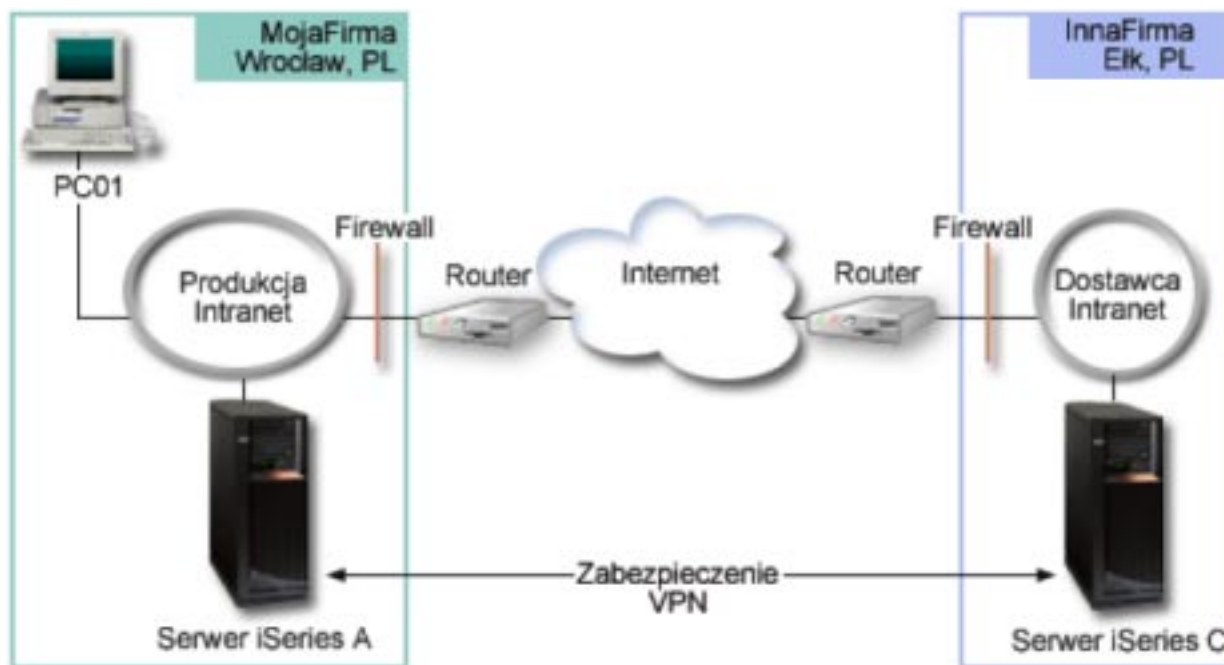 MojaFirma
Wrocław, PL
InnaFirma
Ełk, PL
PC01
Firewall
Firewall
Router
Internet
Router
Produkcja
Intranet
Dostawca
Intranet
Zabezpieczenie
VPN
Serwer iSeries A
Serwer iSeries C